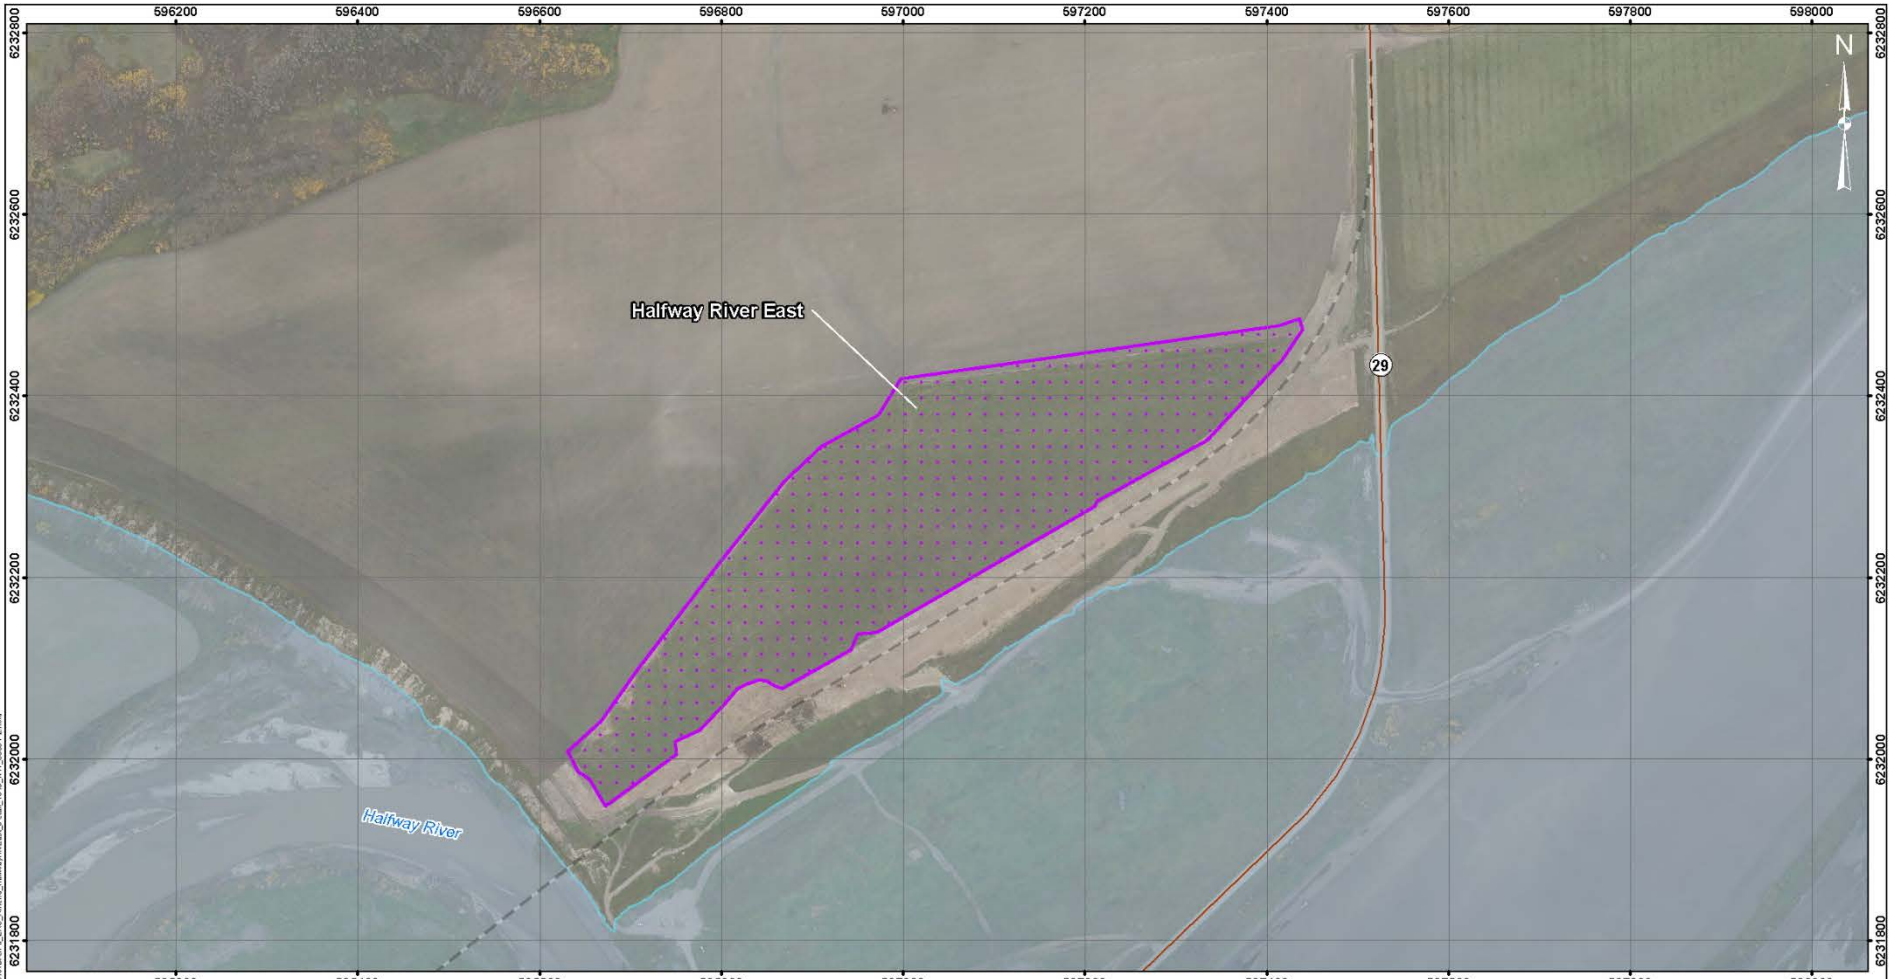 596200 596400 596600 596800 597000 597200 597400 597600 597800 598000
6232800 6232800
N
6232600 6232600
Halfway River East
29
6232400 6232400
6232200 6232200
6232000 6232000
Halfway River
6231800 6231800